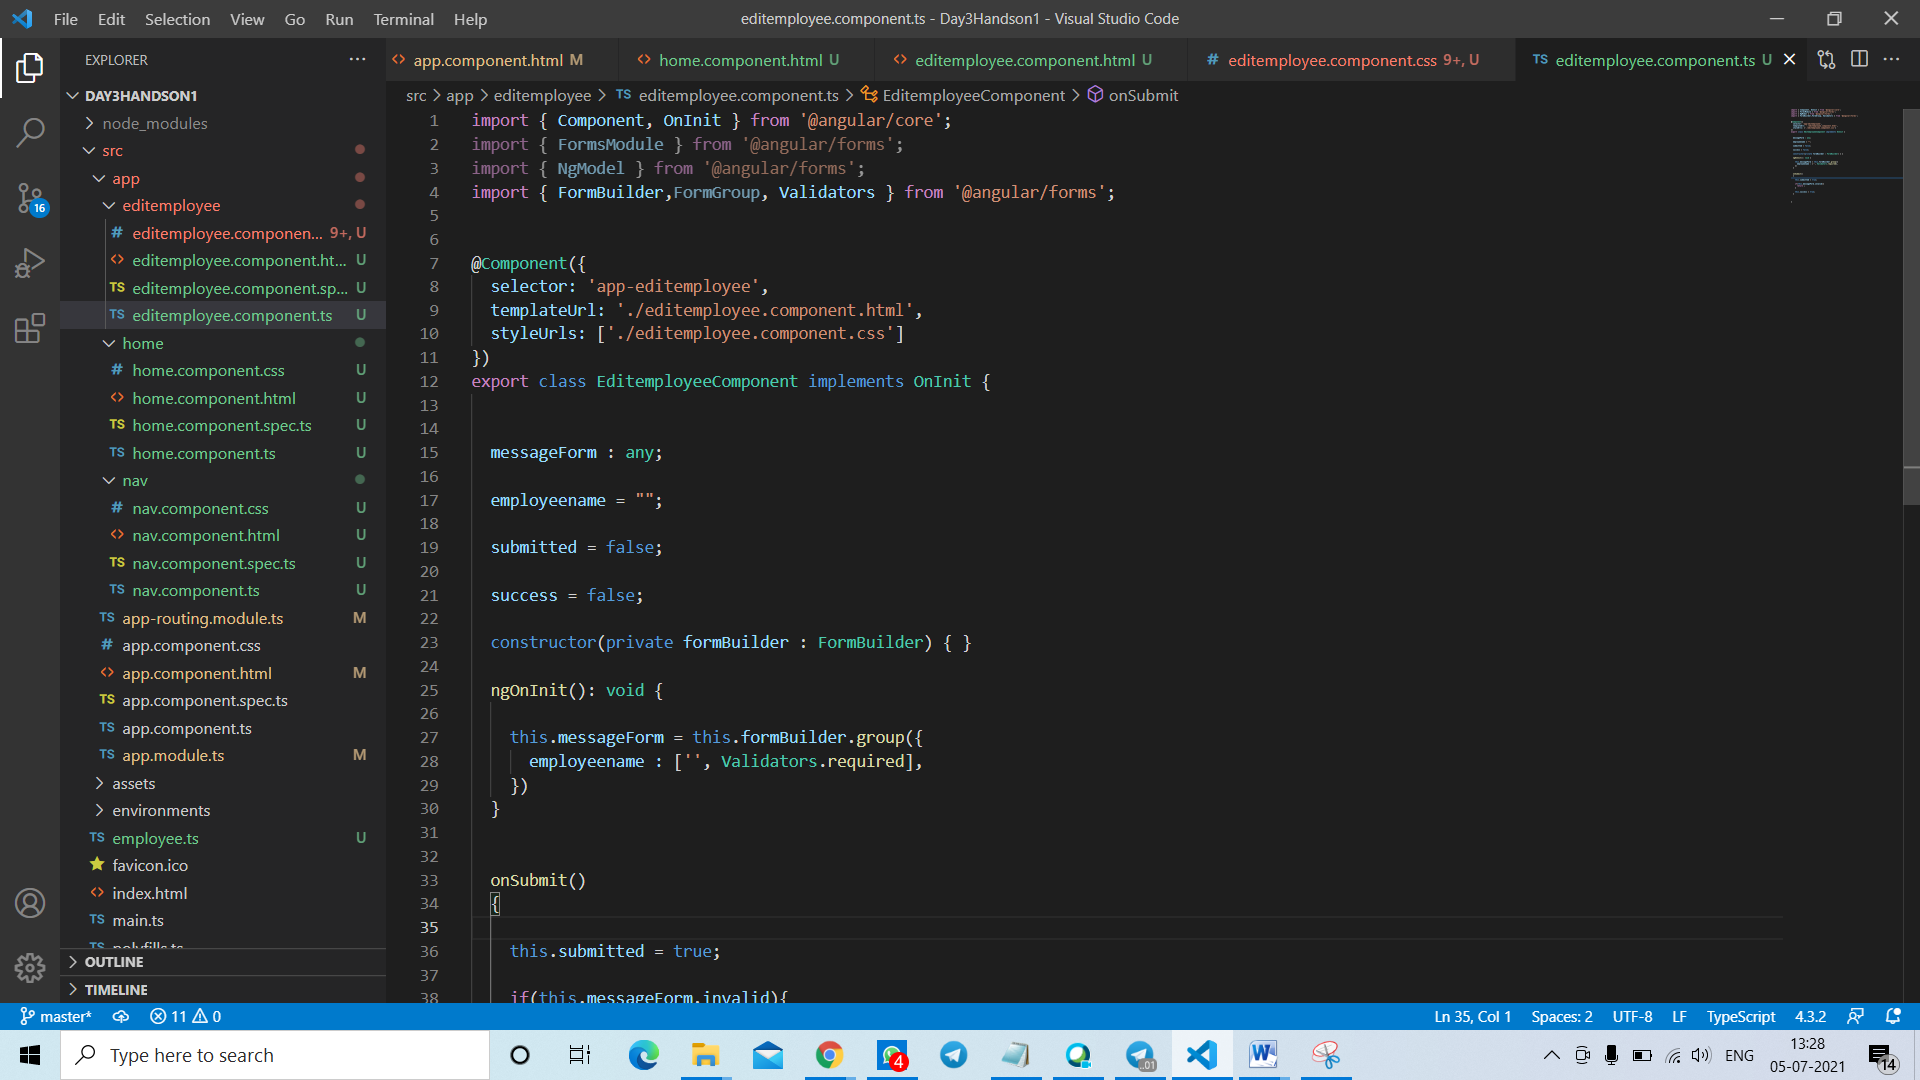 File Edit Selection View Go Run Terminal Help
editemployee.component.ts - Day3Handson1 - Visual Studio Code
EXPLORER
DAY3HANDSON1
node_modules
src
app
editemployee
editemployee.componen... 9+, U
editemployee.component.ht... U
editemployee.component.sp... U
editemployee.component.ts U
home
home.component.css U
home.component.html U
home.component.spec.ts U
home.component.ts U
nav
nav.component.css U
nav.component.html U
nav.component.spec.ts U
nav.component.ts U
app-routing.module.ts M
app.component.css
app.component.html M
app.component.spec.ts
app.component.ts
app.module.ts M
assets
environments
employee.ts U
favicon.ico
index.html
main.ts
polyfills.ts
OUTLINE
TIMELINE
16
app.component.html M
home.component.html U
editemployee.component.html U
editemployee.component.css 9+, U
TS editemployee.component.ts U
src > app > editemployee > TS editemployee.component.ts > EditemployeeComponent > onSubmit
1 import { Component, OnInit } from '@angular/core';
2 import { FormsModule } from '@angular/forms';
3 import { NgModel } from '@angular/forms';
4 import { FormBuilder,FormGroup, Validators } from '@angular/forms';
5
6
7 @Component({
8 selector: 'app-editemployee',
9 templateUrl: './editemployee.component.html',
10 styleUrls: ['./editemployee.component.css']
11 })
12 export class EditemployeeComponent implements OnInit {
13
14
15 messageForm : any;
16
17 employeename = "";
18
19 submitted = false;
20
21 success = false;
22
23 constructor(private formBuilder : FormBuilder) { }
24
25 ngOnInit(): void {
26
27 this.messageForm = this.formBuilder.group({
28 employeename : ['', Validators.required],
29 })
30 }
31
32
33 onSubmit()
34 {
35
36 this.submitted = true;
37
38 if(this.messageForm.invalid){
master* 11 0
Ln 35, Col 1 Spaces: 2 UTF-8 LF TypeScript 4.3.2
Type here to search
4
.01
ENG
13:28
05-07-2021
14